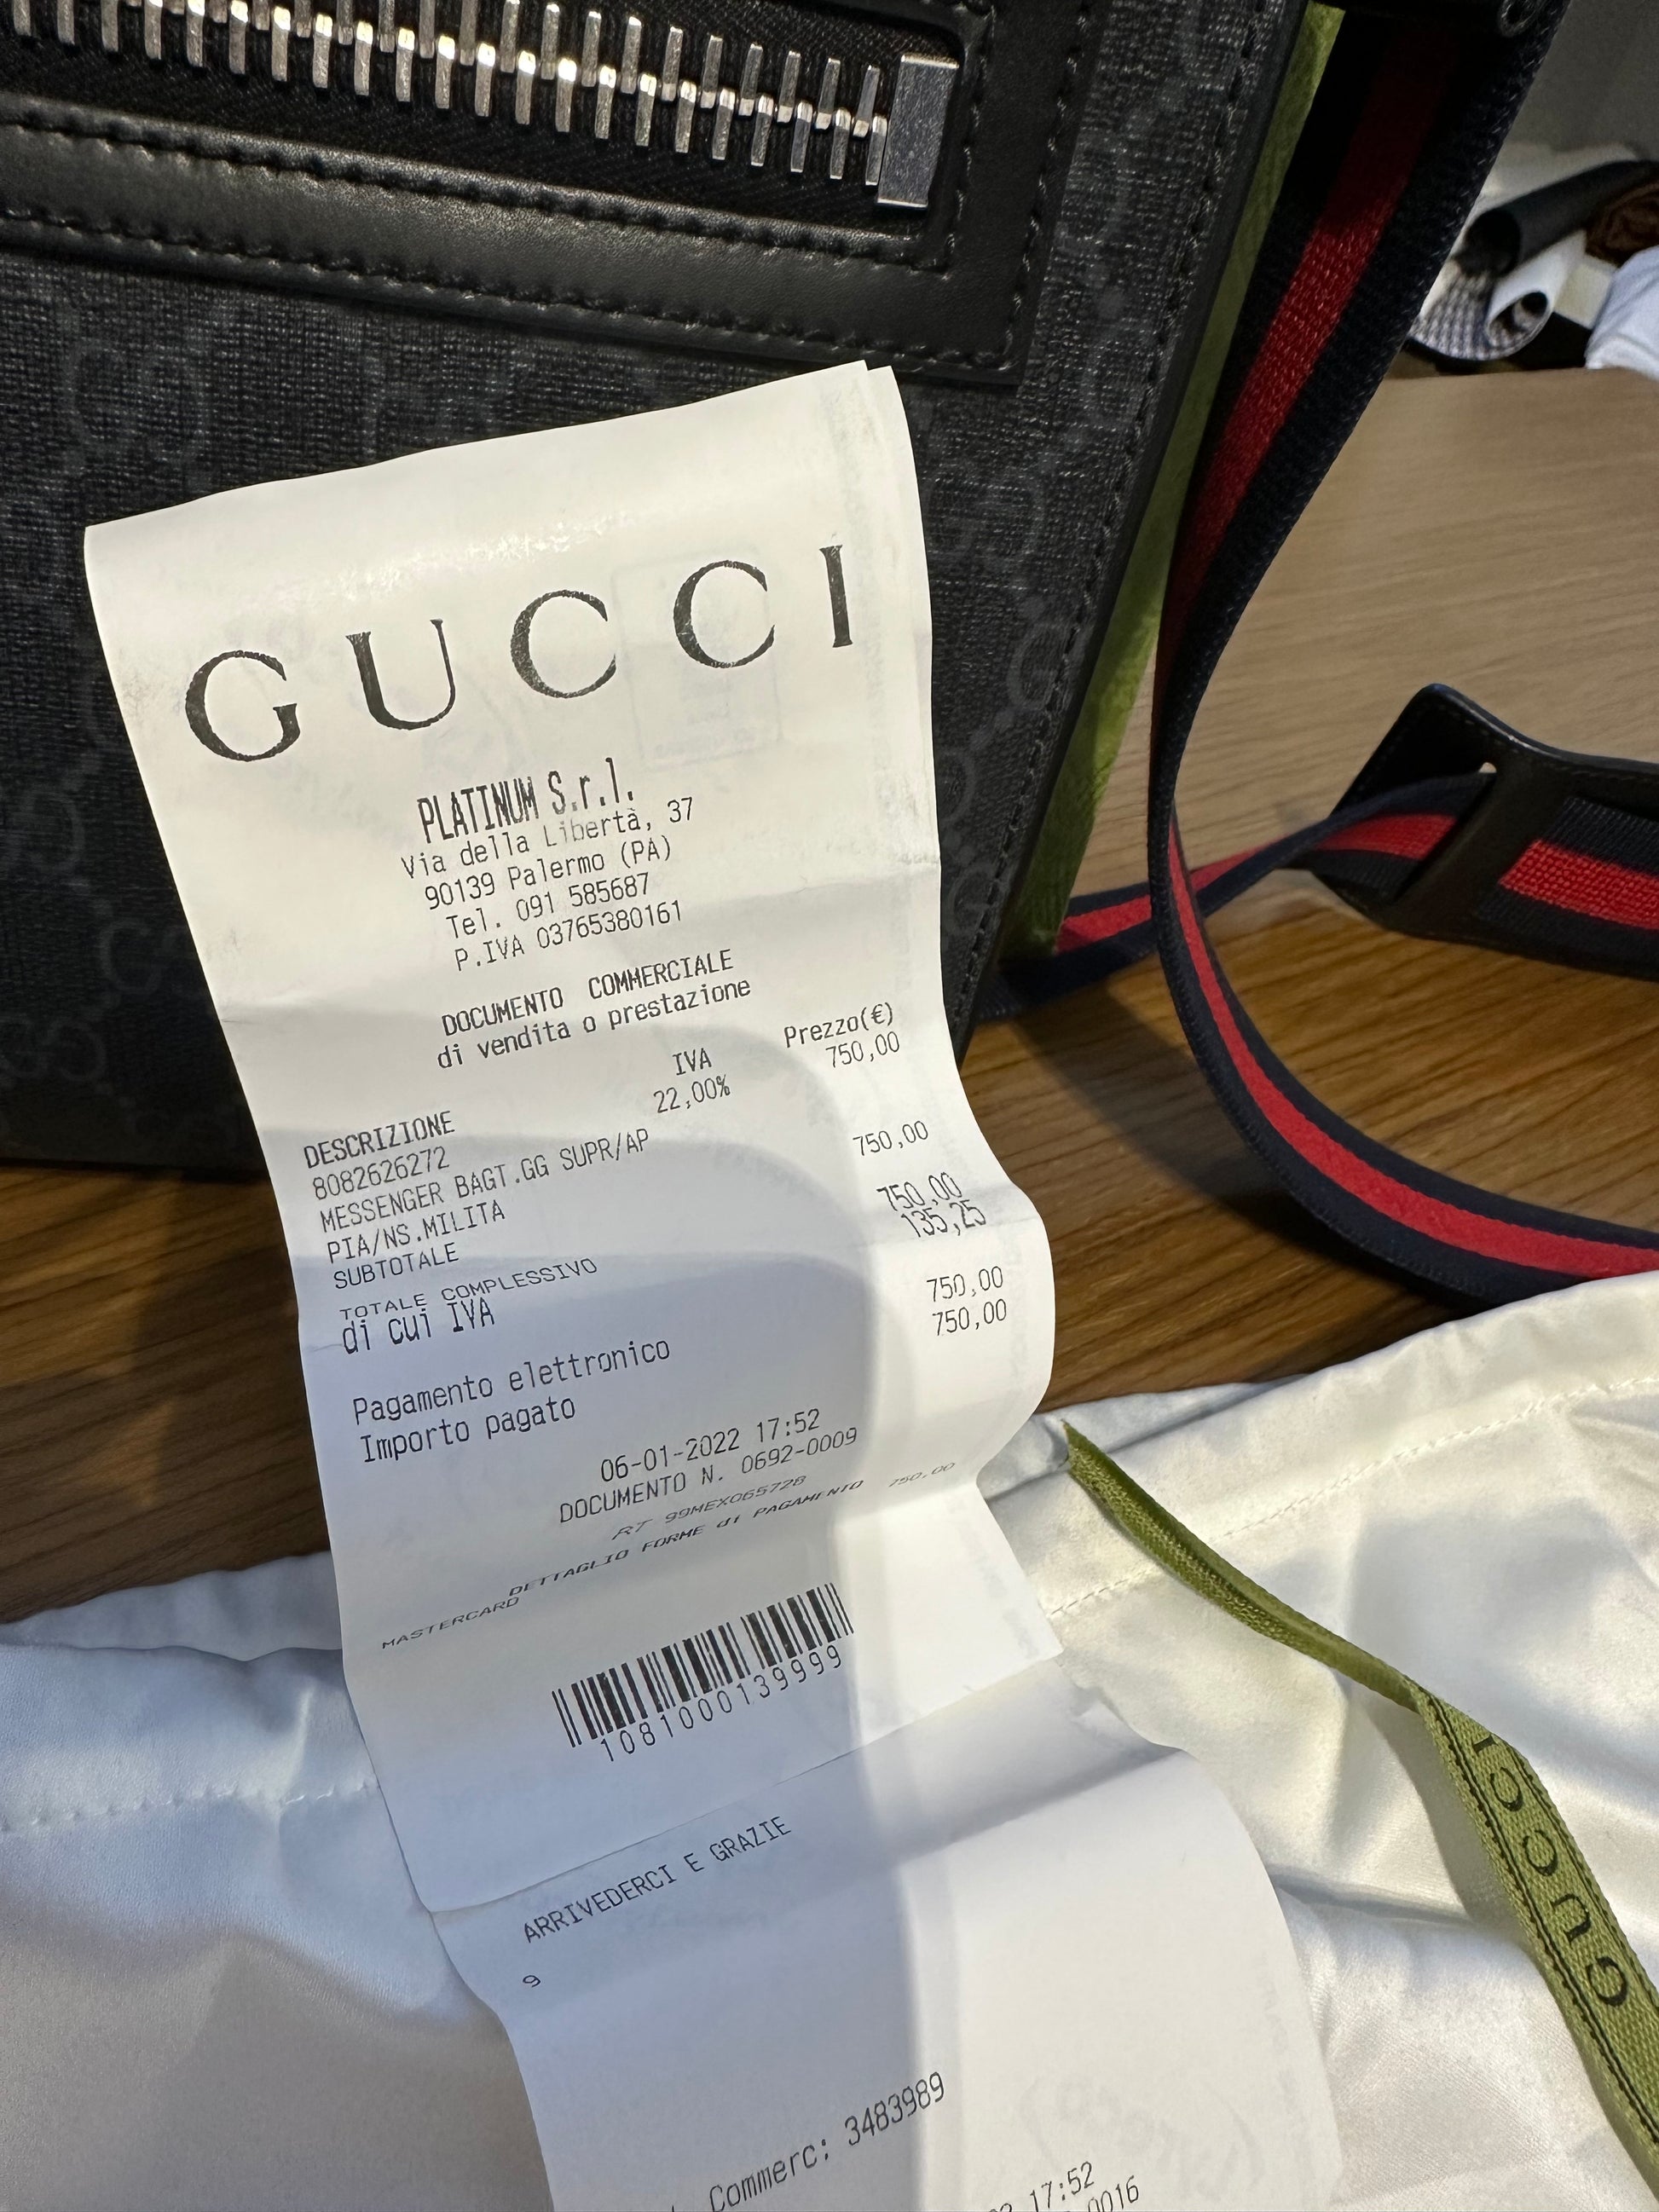 GUCCI
PLATINUM S.r.l.
Via della Libertà, 37
90139 Palermo (PA)
Tel. 091 585687
P.IVA 03765380161
DOCUMENTO COMMERCIALE
di vendita o prestazione
DESCRIZIONE IVA Prezzo(€)
8082626272 22,00% 750,00
MESSENGER BAGT.GG SUPR/AP
PIA/NS.MILITA
SUBTOTALE 750,00
TOTALE COMPLESSIVO 750,00
di cui IVA 135,25
Pagamento elettronico 750,00
Importo pagato 750,00
06-01-2022 17:52
DOCUMENTO N. 0692-0009
RT 99MEX065728
DETTAGLIO FORME di PAGAMENTO
MASTERCARD 750,00
1081000139999
ARRIVEDERCI E GRAZIE
9
Commerc: 3483989
17:52
0016
GUCCI